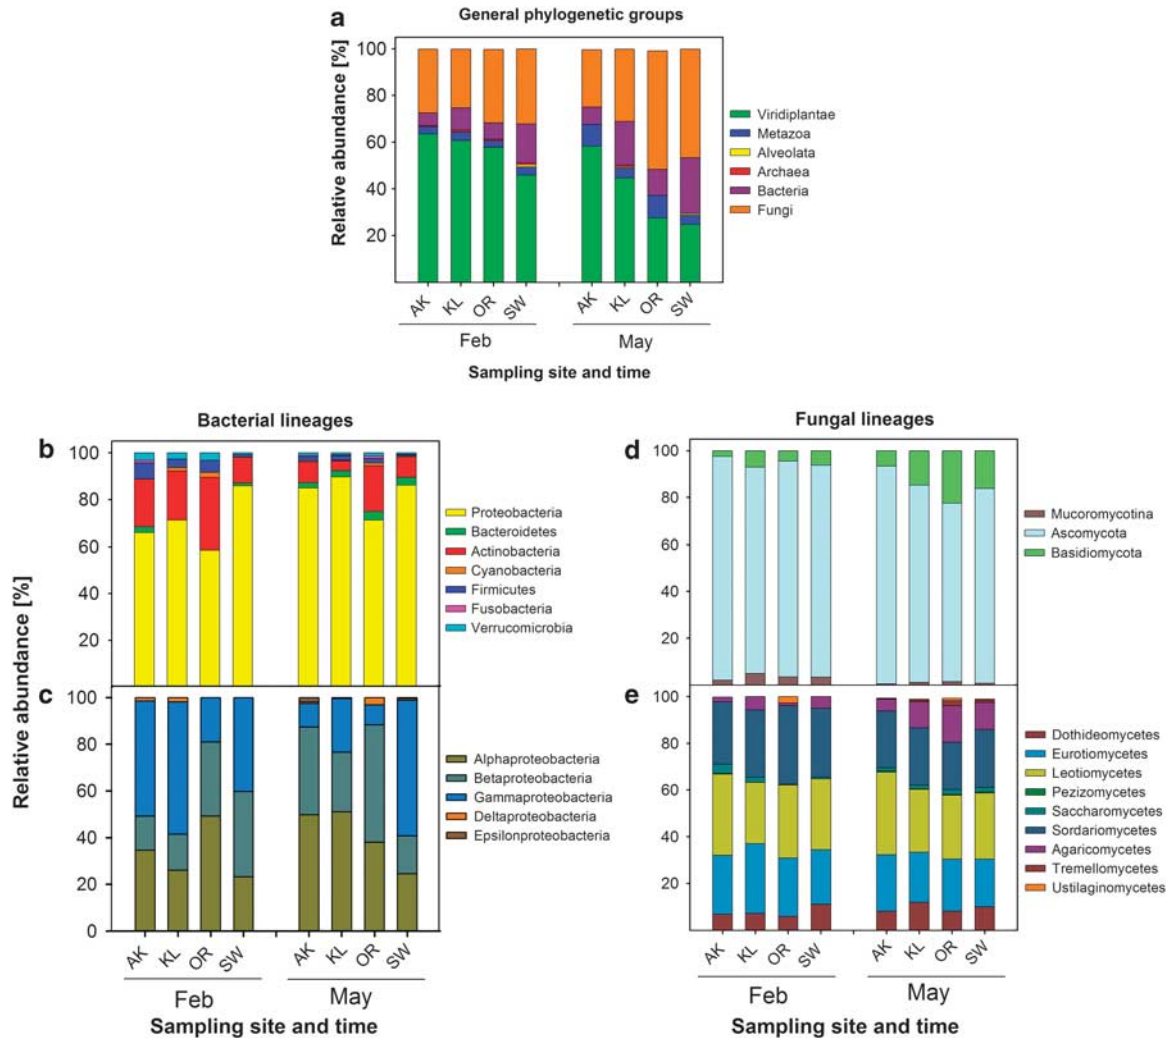 a
General phylogenetic groups
Relative abundance [%]
100
80
60
40
20
Viridiplantae
Metazoa
Alveolata
Archaea
Bacteria
Fungi
AK KL OR SW AK KL OR SW
Feb May
Sampling site and time
Bacterial lineages
b
Relative abundance [%]
100
80
60
40
20
Proteobacteria
Bacteroidetes
Actinobacteria
Cyanobacteria
Firmicutes
Fusobacteria
Verrucomicrobia
c
100
80
60
40
20
0
Alphaproteobacteria
Betaproteobacteria
Gammaproteobacteria
Deltaproteobacteria
Epsilonproteobacteria
AK KL OR SW AK KL OR SW
Feb May
Sampling site and time
Fungal lineages
d
100
80
60
40
20
Mucoromycotina
Ascomycota
Basidiomycota
e
100
80
60
40
20
Dothideomycetes
Eurotiomycetes
Leotiomycetes
Pezizomycetes
Saccharomycetes
Sordariomycetes
Agaricomycetes
Tremellomycetes
Ustilaginomycetes
AK KL OR SW AK KL OR SW
Feb May
Sampling site and time